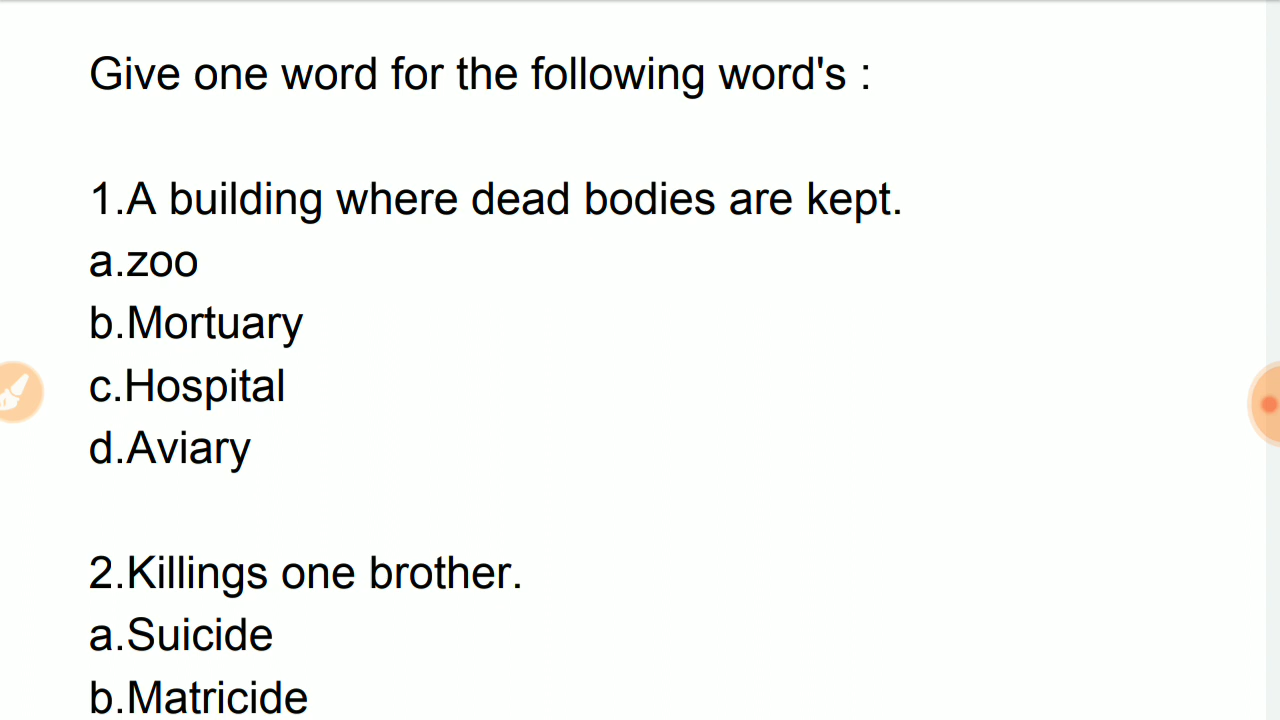 Give one word for the following word's :
1.A building where dead bodies are kept.
a.zoo
b.Mortuary
c.Hospital
d.Aviary
2.Killings one brother.
a.Suicide
b.Matricide